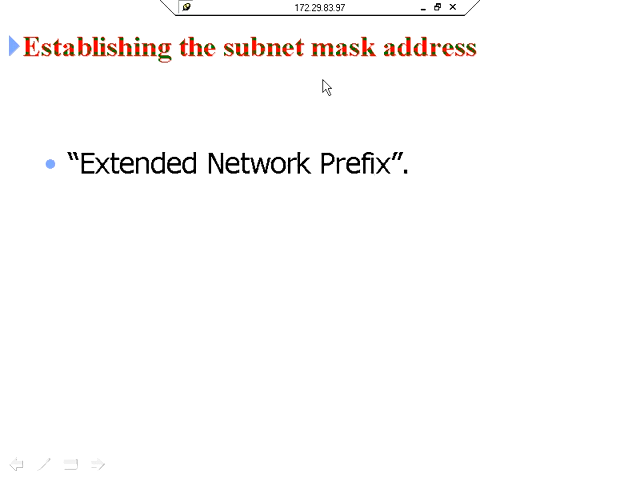 172.29.83.97
Establishing the subnet mask address
• “Extended Network Prefix”.